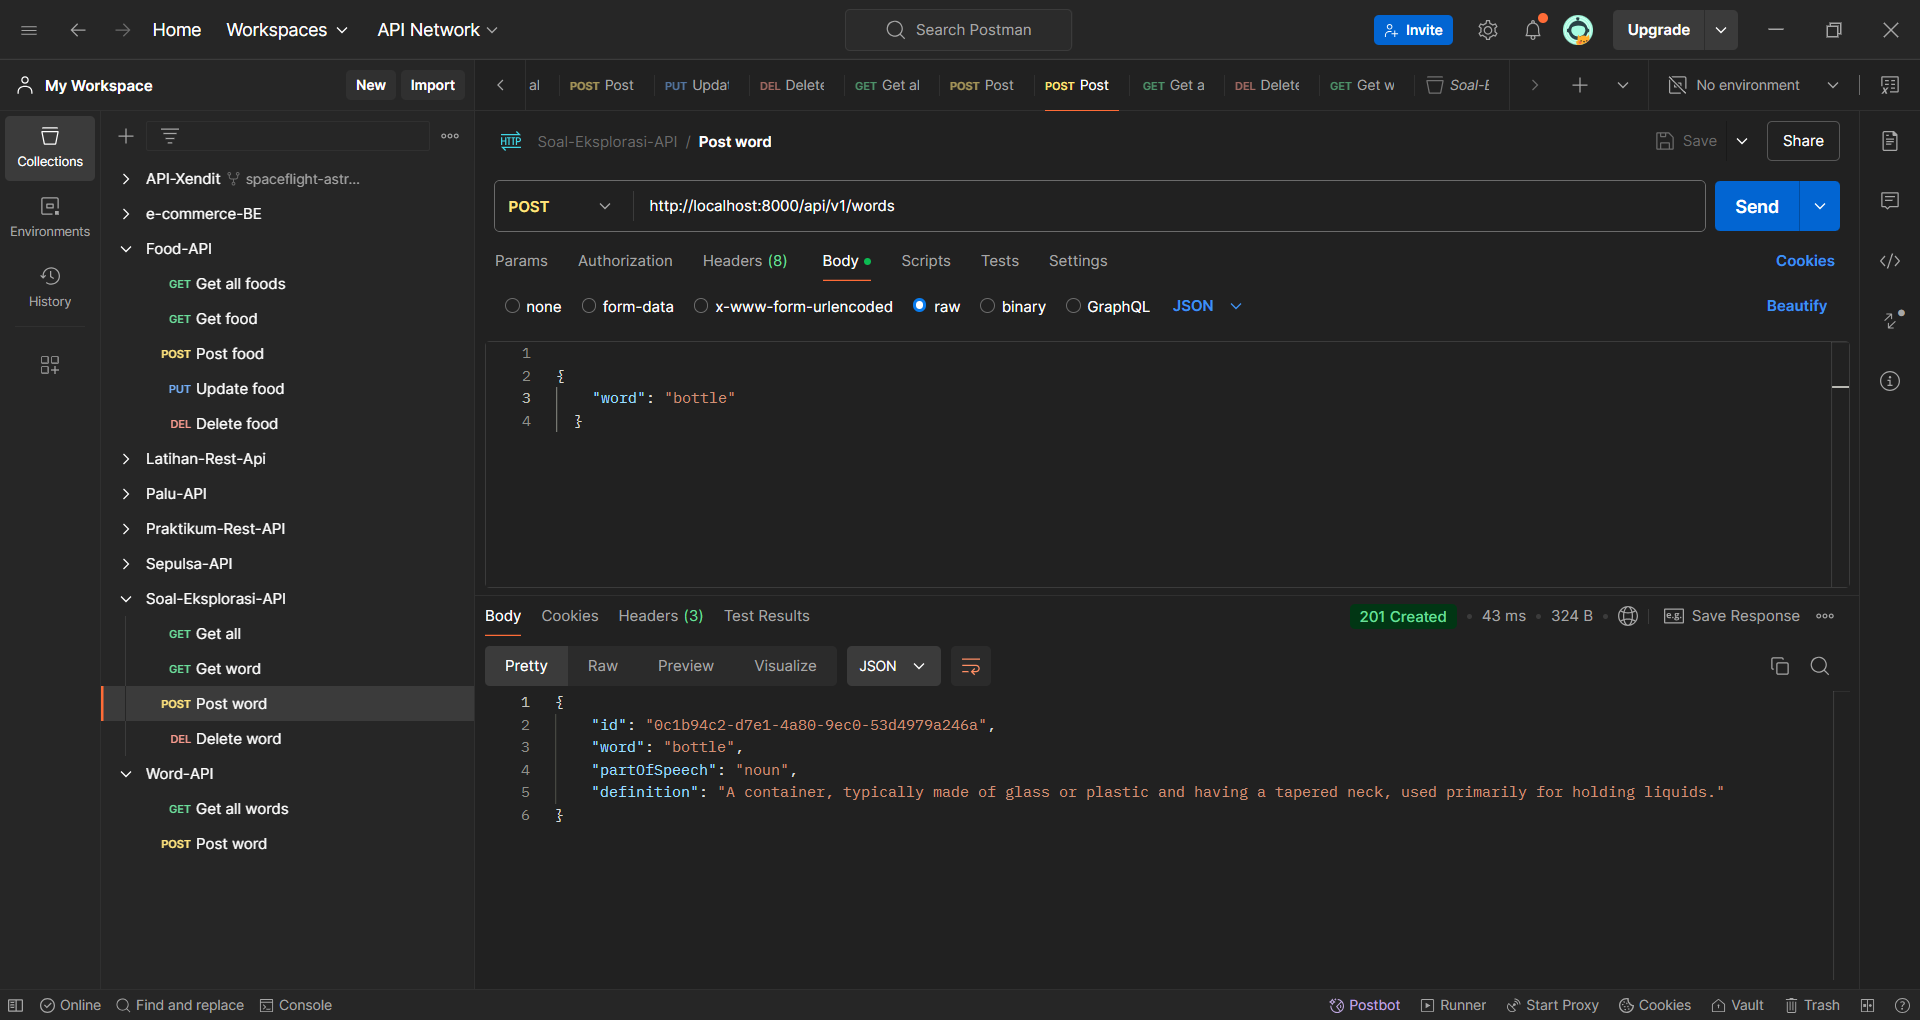 Home
Workspaces
API Network
Search Postman
Invite
Upgrade
My Workspace
New
Import
al
POST Post
PUT Updat
DEL Delete
GET Get al
POST Post
POST Post
GET Get a
DEL Delete
GET Get w
Soal-E
No environment
Collections
Environments
History
API-Xendit spaceflight-astr...
e-commerce-BE
Food-API
GET Get all foods
GET Get food
POST Post food
PUT Update food
DEL Delete food
Latihan-Rest-Api
Palu-API
Praktikum-Rest-API
Sepulsa-API
Soal-Eksplorasi-API
GET Get all
GET Get word
POST Post word
DEL Delete word
Word-API
GET Get all words
POST Post word
HTTP Soal-Eksplorasi-API / Post word
Save
Share
POST http://localhost:8000/api/v1/words
Send
Params Authorization Headers (8) Body Scripts Tests Settings
Cookies
none form-data x-www-form-urlencoded raw binary GraphQL JSON
Beautify
1
2 {
3 "word": "bottle"
4 }
Body Cookies Headers (3) Test Results
201 Created 43 ms 324 B
e.g. Save Response
Pretty Raw Preview Visualize JSON
1 {
2 "id": "0c1b94c2-d7e1-4a80-9ec0-53d4979a246a",
3 "word": "bottle",
4 "partOfSpeech": "noun",
5 "definition": "A container, typically made of glass or plastic and having a tapered neck, used primarily for holding liquids."
6 }
Online Find and replace Console
Postbot Runner Start Proxy Cookies Vault Trash